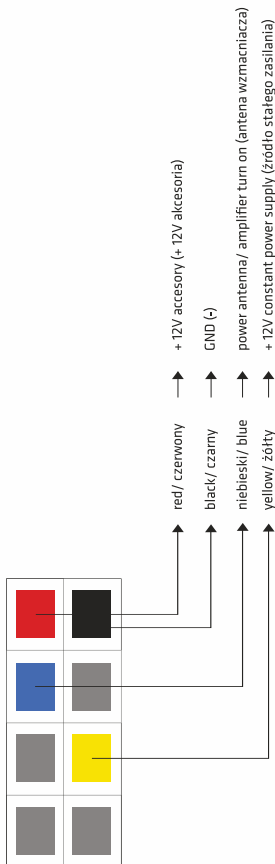 red/ czerwony
+ 12V accesory (+ 12V akcesoria)
black/ czarny
GND (-)
niebieski/ blue
power antenna/ amplifier turn on (antena wzmacniacza)
yellow/ żółty
+ 12V constant power supply (źródło stałego zasilania)